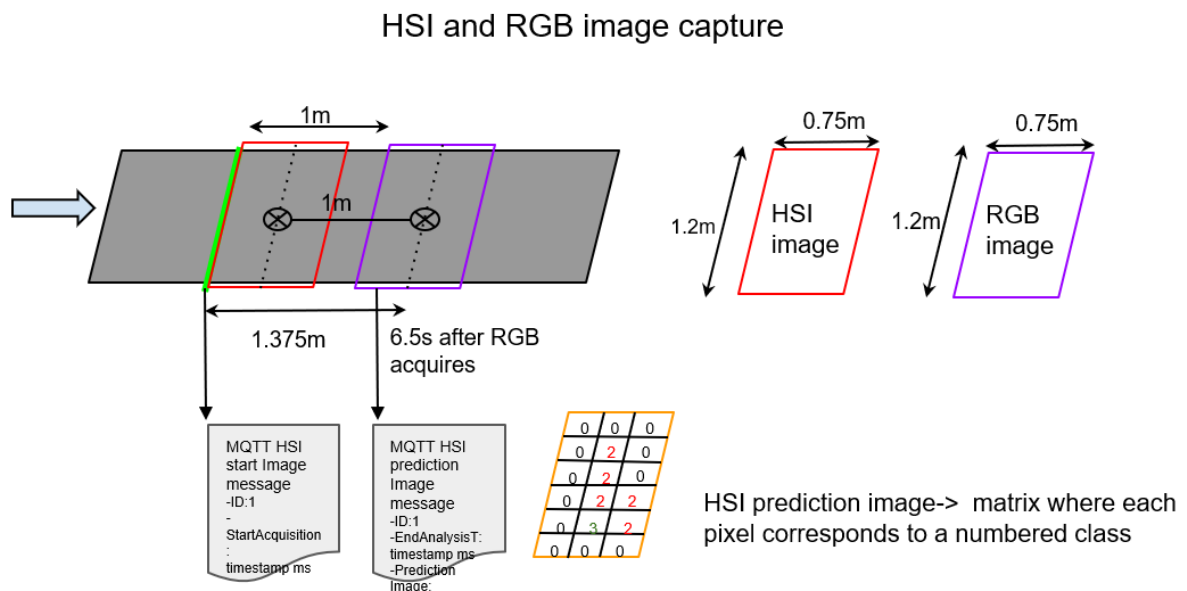 HSI and RGB image capture
1m
0.75m
0.75m
1m
HSI
image
RGB
image
1.2m
1.2m
1.375m
6.5s after RGB
acquires
MQTT HSI
start Image
message
-ID:1
-
StartAcquisition
:
timestamp ms
MQTT HSI
prediction
Image
message
-ID:1
-EndAnalysisT:
timestamp ms
-Prediction
Image:
0 0 0
0 2 0
0 2 0
0 2 2
0 3 2
0 0 0
HSI prediction image-> matrix where each
pixel corresponds to a numbered class